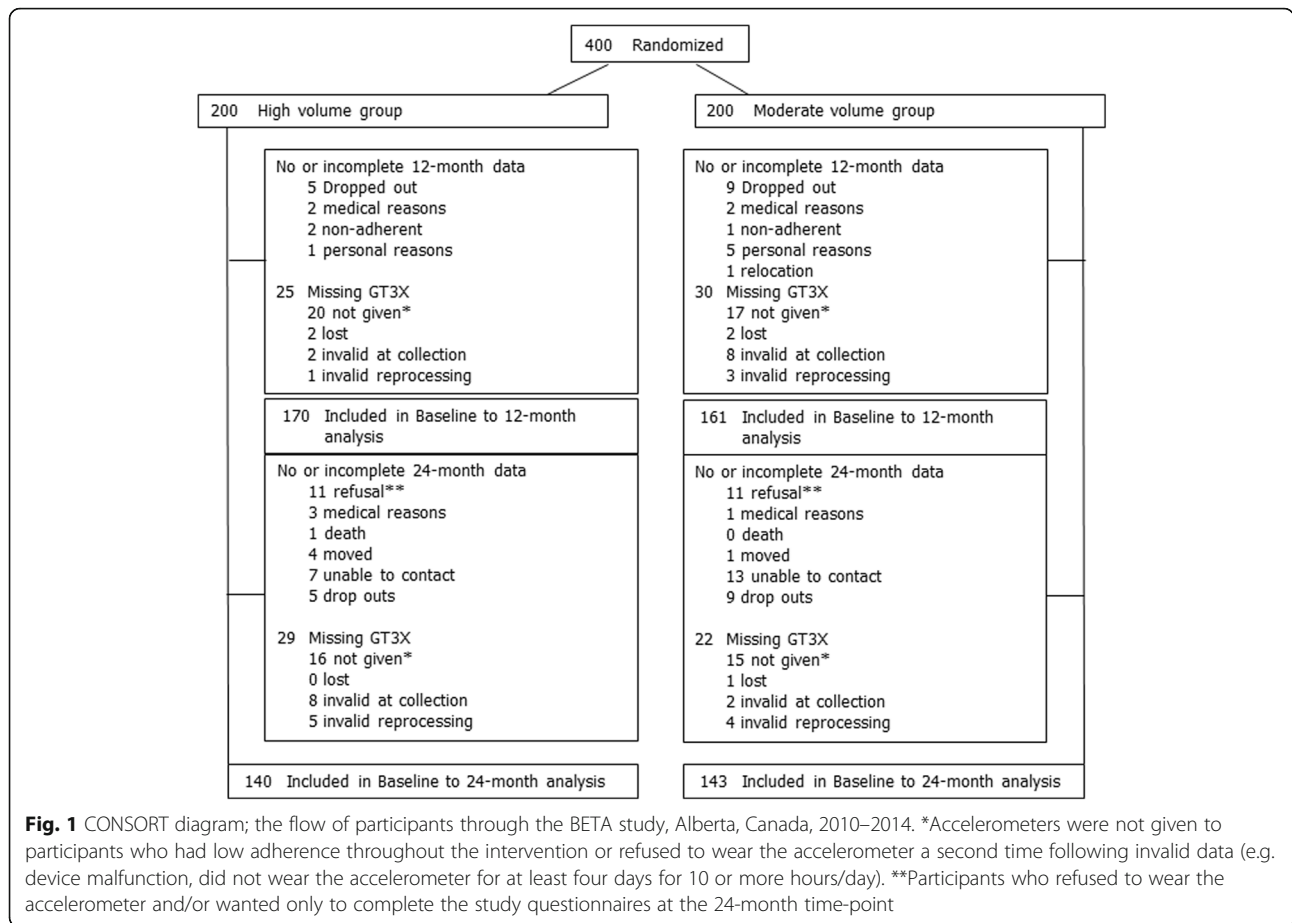 400 Randomized
200 High volume group
No or incomplete 12-month data
5 Dropped out
2 medical reasons
2 non-adherent
1 personal reasons
25 Missing GT3X
20 not given*
2 lost
2 invalid at collection
1 invalid reprocessing
170 Included in Baseline to 12-month
analysis
No or incomplete 24-month data
11 refusal**
3 medical reasons
1 death
4 moved
7 unable to contact
5 drop outs
29 Missing GT3X
16 not given*
0 lost
8 invalid at collection
5 invalid reprocessing
140 Included in Baseline to 24-month analysis
200 Moderate volume group
No or incomplete 12-month data
9 Dropped out
2 medical reasons
1 non-adherent
5 personal reasons
1 relocation
30 Missing GT3X
17 not given*
2 lost
8 invalid at collection
3 invalid reprocessing
161 Included in Baseline to 12-month
analysis
No or incomplete 24-month data
11 refusal**
1 medical reasons
0 death
1 moved
13 unable to contact
9 drop outs
22 Missing GT3X
15 not given*
1 lost
2 invalid at collection
4 invalid reprocessing
143 Included in Baseline to 24-month analysis
Fig. 1 CONSORT diagram; the flow of participants through the BETA study, Alberta, Canada, 2010–2014. *Accelerometers were not given to
participants who had low adherence throughout the intervention or refused to wear the accelerometer a second time following invalid data (e.g.
device malfunction, did not wear the accelerometer for at least four days for 10 or more hours/day). **Participants who refused to wear the
accelerometer and/or wanted only to complete the study questionnaires at the 24-month time-point